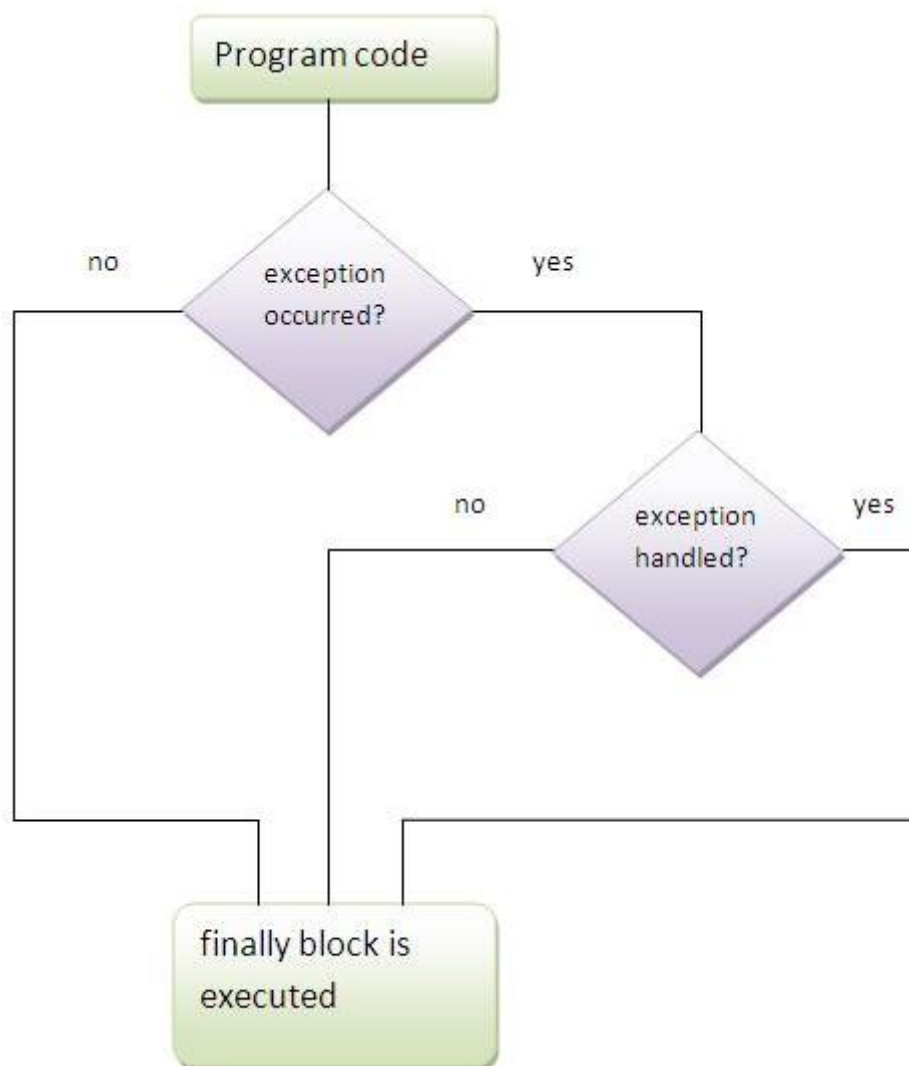 Program code
no
exception
occurred?
yes
no
exception
handled?
yes
finally block is
executed